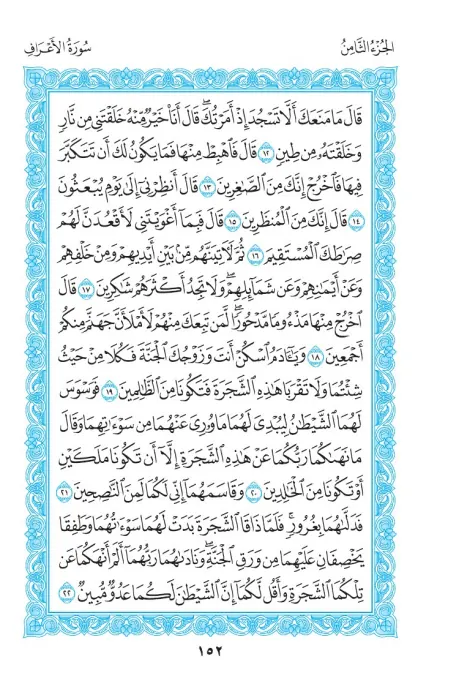 الجُزْءُ الثَّامِنُ
سُورَةُ الأَعْرَافِ
قَالَ مَا مَنَعَكَ أَلَّا تَسْجُدَ إِذْ أَمَرْتُكَ ۖ قَالَ أَنَا۠ خَيْرٌ مِّنْهُ خَلَقْتَنِى مِن نَّارٍ
وَخَلَقْتَهُۥ مِن طِينٍ ١٢ قَالَ فَٱهْبِطْ مِنْهَا فَمَا يَكُونُ لَكَ أَن تَتَكَبَّرَ
فِيهَا فَٱخْرُجْ إِنَّكَ مِنَ ٱلصَّٰغِرِينَ ١٣ قَالَ أَنظِرْنِىٓ إِلَىٰ يَوْمِ يُبْعَثُونَ
١٤ قَالَ إِنَّكَ مِنَ ٱلْمُنظَرِينَ ١٥ قَالَ فَبِمَآ أَغْوَيْتَنِى لَأَقْعُدَنَّ لَهُمْ
صِرَٰطَكَ ٱلْمُسْتَقِيمَ ١٦ ثُمَّ لَءَاتِيَنَّهُم مِّنۢ بَيْنِ أَيْدِيهِمْ وَمِنْ خَلْفِهِمْ
وَعَنْ أَيْمَٰنِهِمْ وَعَن شَمَآئِلِهِمْ ۖ وَلَا تَجِدُ أَكْثَرَهُمْ شَٰكِرِينَ ١٧ قَالَ
ٱخْرُجْ مِنْهَا مَذْءُومًا مَّدْحُورًا ۖ لَّمَن تَبِعَكَ مِنْهُمْ لَأَمْلَأَنَّ جَهَنَّمَ مِنكُمْ
أَجْمَعِينَ ١٨ وَيَٰٓـَٔادَمُ ٱسْكُنْ أَنتَ وَزَوْجُكَ ٱلْجَنَّةَ فَكُلَا مِنْ حَيْثُ
شِئْتُمَا وَلَا تَقْرَبَا هَٰذِهِ ٱلشَّجَرَةَ فَتَكُونَا مِنَ ٱلظَّٰلِمِينَ ١٩ فَوَسْوَسَ
لَهُمَا ٱلشَّيْطَٰنُ لِيُبْدِىَ لَهُمَا مَا وُۥرِىَ عَنْهُمَا مِن سَوْءَٰتِهِمَا وَقَالَ
مَا نَهَىٰكُمَا رَبُّكُمَا عَنْ هَٰذِهِ ٱلشَّجَرَةِ إِلَّآ أَن تَكُونَا مَلَكَيْنِ
أَوْ تَكُونَا مِنَ ٱلْخَٰلِدِينَ ٢٠ وَقَاسَمَهُمَآ إِنِّى لَكُمَا لَمِنَ ٱلنَّٰصِحِينَ ٢١
فَدَلَّىٰهُمَا بِغُرُورٍ ۚ فَلَمَّا ذَاقَا ٱلشَّجَرَةَ بَدَتْ لَهُمَا سَوْءَٰتُهُمَا وَطَفِقَا
يَخْصِفَانِ عَلَيْهِمَا مِن وَرَقِ ٱلْجَنَّةِ ۖ وَنَادَىٰهُمَا رَبُّهُمَآ أَلَمْ أَنْهَكُمَا عَن
تِلْكُمَا ٱلشَّجَرَةِ وَأَقُل لَّكُمَآ إِنَّ ٱلشَّيْطَٰنَ لَكُمَا عَدُوٌّ مُّبِينٌ ٢٢
١٥٢